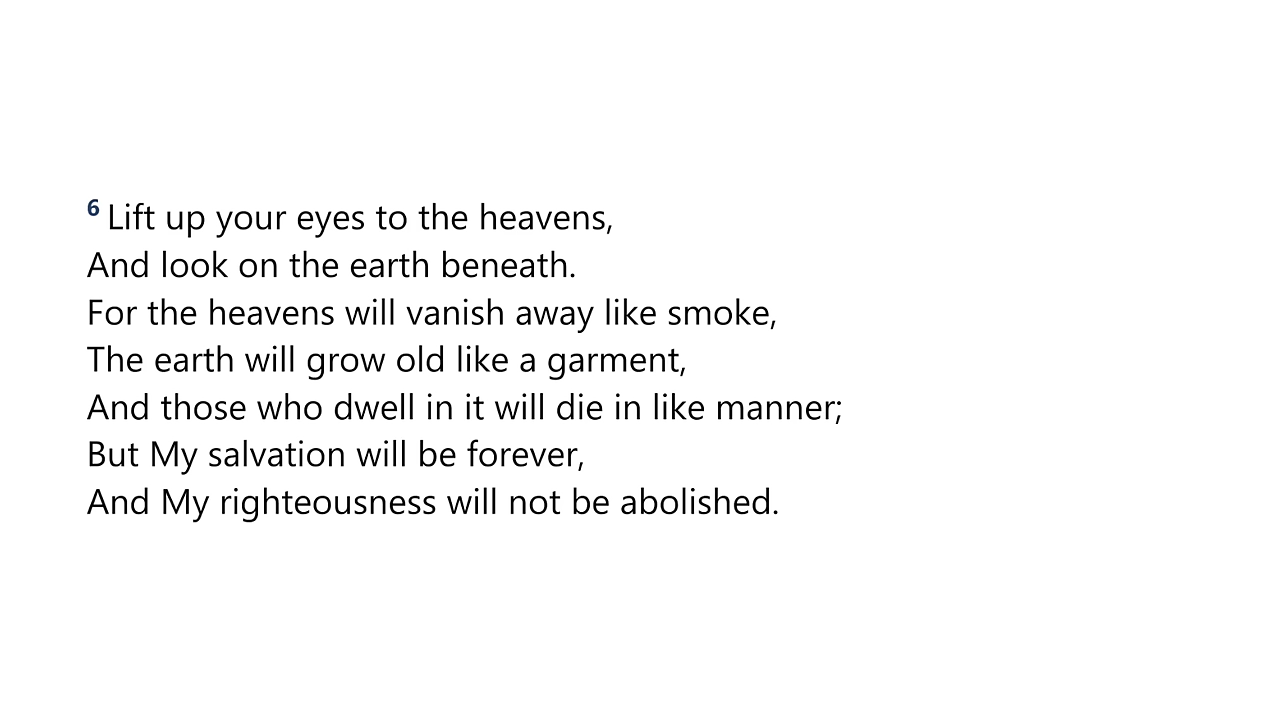 6 Lift up your eyes to the heavens,
And look on the earth beneath.
For the heavens will vanish away like smoke,
The earth will grow old like a garment,
And those who dwell in it will die in like manner;
But My salvation will be forever,
And My righteousness will not be abolished.